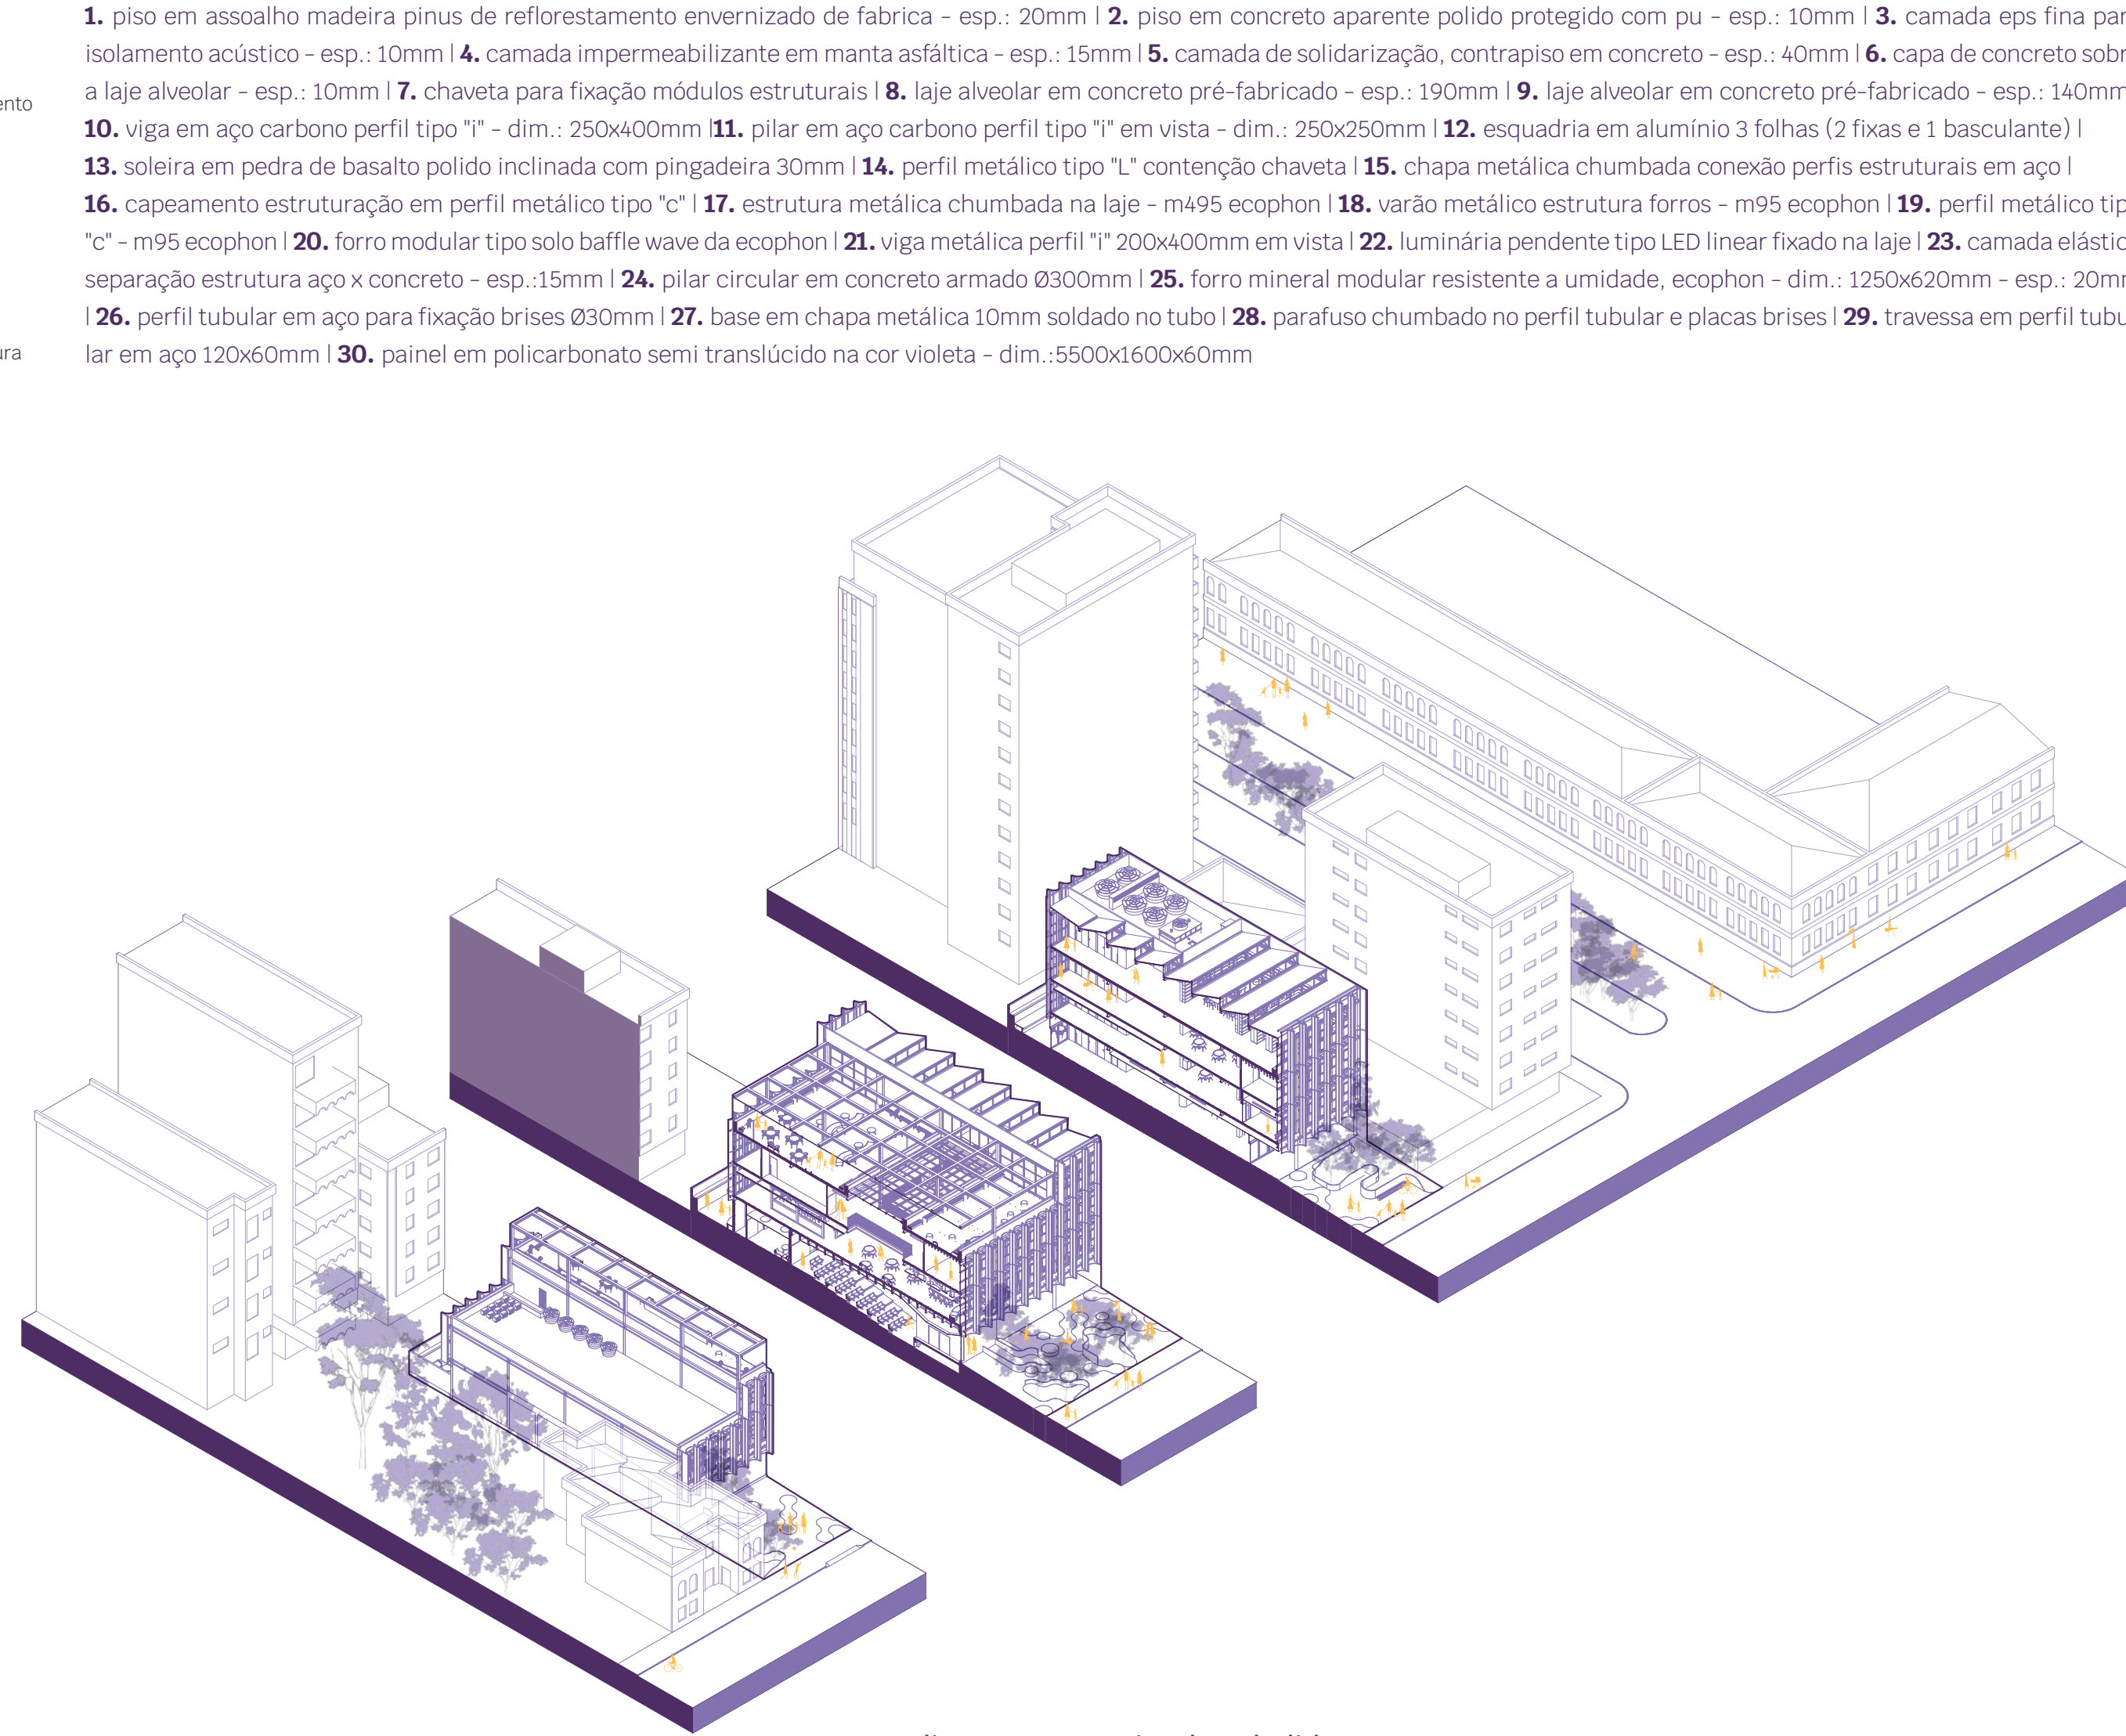 1. piso em assoalho madeira pinus de reflorestamento envernizado de fabrica - esp.: 20mm | 2. piso em concreto aparente polido protegido com pu - esp.: 10mm | 3. camada eps fina par
isolamento acústico - esp.: 10mm | 4. camada impermeabilizante em manta asfáltica - esp.: 15mm | 5. camada de solidarização, contrapiso em concreto - esp.: 40mm | 6. capa de concreto sobr
a laje alveolar - esp.: 10mm | 7. chaveta para fixação módulos estruturais | 8. laje alveolar em concreto pré-fabricado - esp.: 190mm | 9. laje alveolar em concreto pré-fabricado - esp.: 140mm
10. viga em aço carbono perfil tipo "i" - dim.: 250x400mm |11. pilar em aço carbono perfil tipo "i" em vista - dim.: 250x250mm | 12. esquadria em alumínio 3 folhas (2 fixas e 1 basculante) |
13. soleira em pedra de basalto polido inclinada com pingadeira 30mm | 14. perfil metálico tipo "L" contenção chaveta | 15. chapa metálica chumbada conexão perfis estruturais em aço |
16. capeamento estruturação em perfil metálico tipo "c" | 17. estrutura metálica chumbada na laje - m495 ecophon | 18. varão metálico estrutura forros - m95 ecophon | 19. perfil metálico tip
"c" - m95 ecophon | 20. forro modular tipo solo baffle wave da ecophon | 21. viga metálica perfil "i" 200x400mm em vista | 22. luminária pendente tipo LED linear fixado na laje | 23. camada elástic
separação estrutura aço x concreto - esp.:15mm | 24. pilar circular em concreto armado Ø300mm | 25. forro mineral modular resistente a umidade, ecophon - dim.: 1250x620mm - esp.: 20mm
| 26. perfil tubular em aço para fixação brises Ø30mm | 27. base em chapa metálica 10mm soldado no tubo | 28. parafuso chumbado no perfil tubular e placas brises | 29. travessa em perfil tubu
lar em aço 120x60mm | 30. painel em policarbonato semi translúcido na cor violeta - dim.:5500x1600x60mm
ento
ura